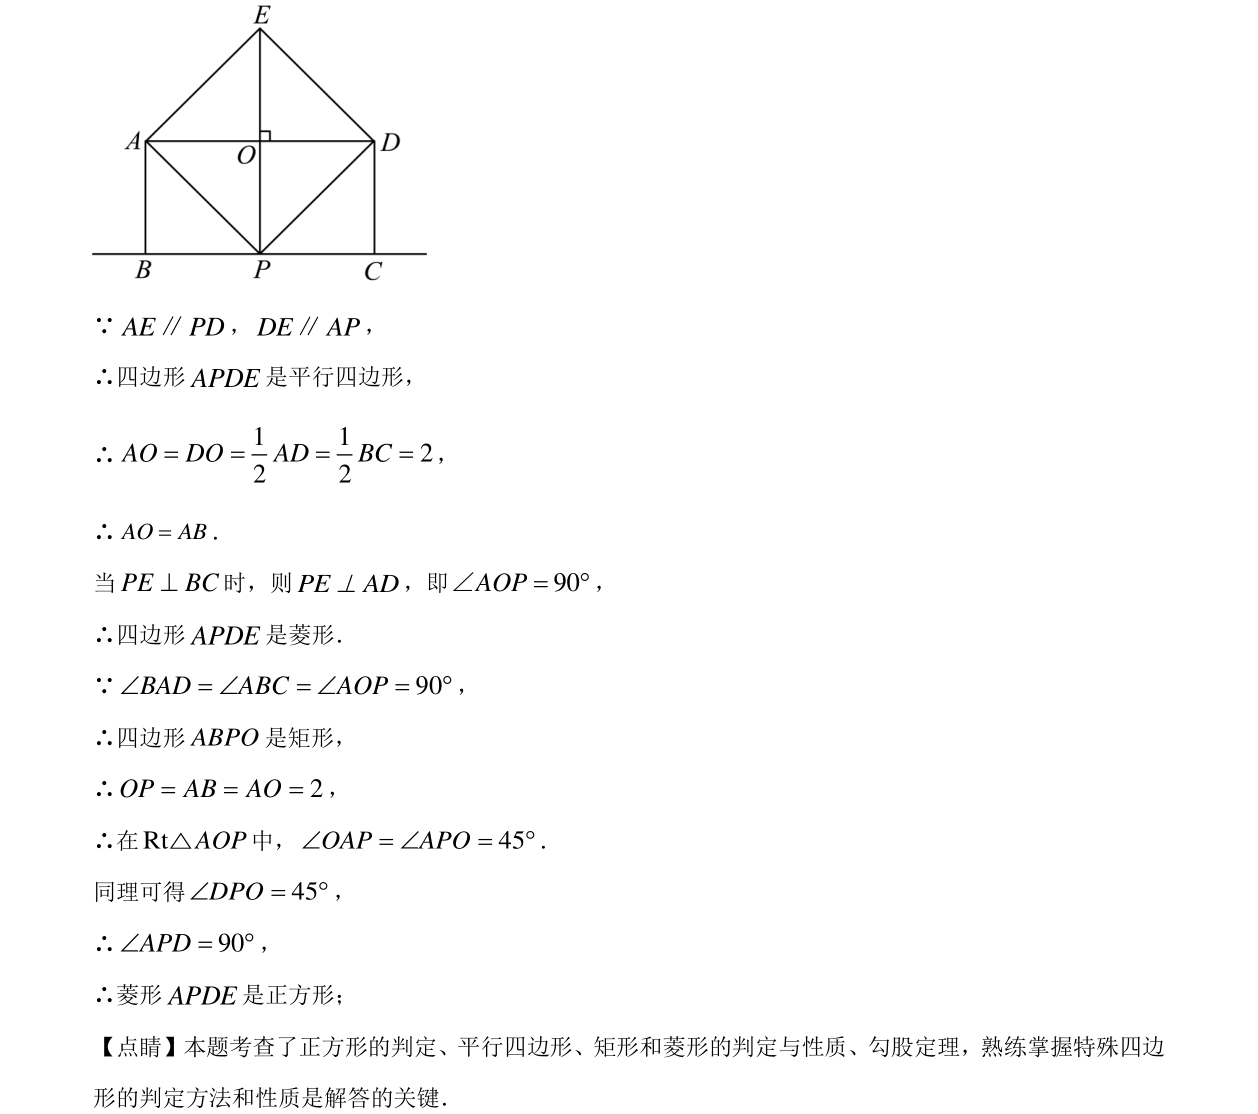 E
A
O
D
B
P
C
∵ AE∥PD，DE∥AP，
∴四边形 APDE 是平行四边形，
∴ AO = DO = 1/2 AD = 1/2 BC = 2，
∴ AO = AB．
当 PE⊥BC 时，则 PE⊥AD，即∠AOP = 90°，
∴四边形 APDE 是菱形．
∵ ∠BAD = ∠ABC = ∠AOP = 90°，
∴四边形 ABPO 是矩形，
∴ OP = AB = AO = 2，
∴在 Rt△AOP 中，∠OAP = ∠APO = 45°．
同理可得∠DPO = 45°，
∴ ∠APD = 90°，
∴菱形 APDE 是正方形；
【点睛】本题考查了正方形的判定、平行四边形、矩形和菱形的判定与性质、勾股定理，熟练掌握特殊四边
形的判定方法和性质是解答的关键．